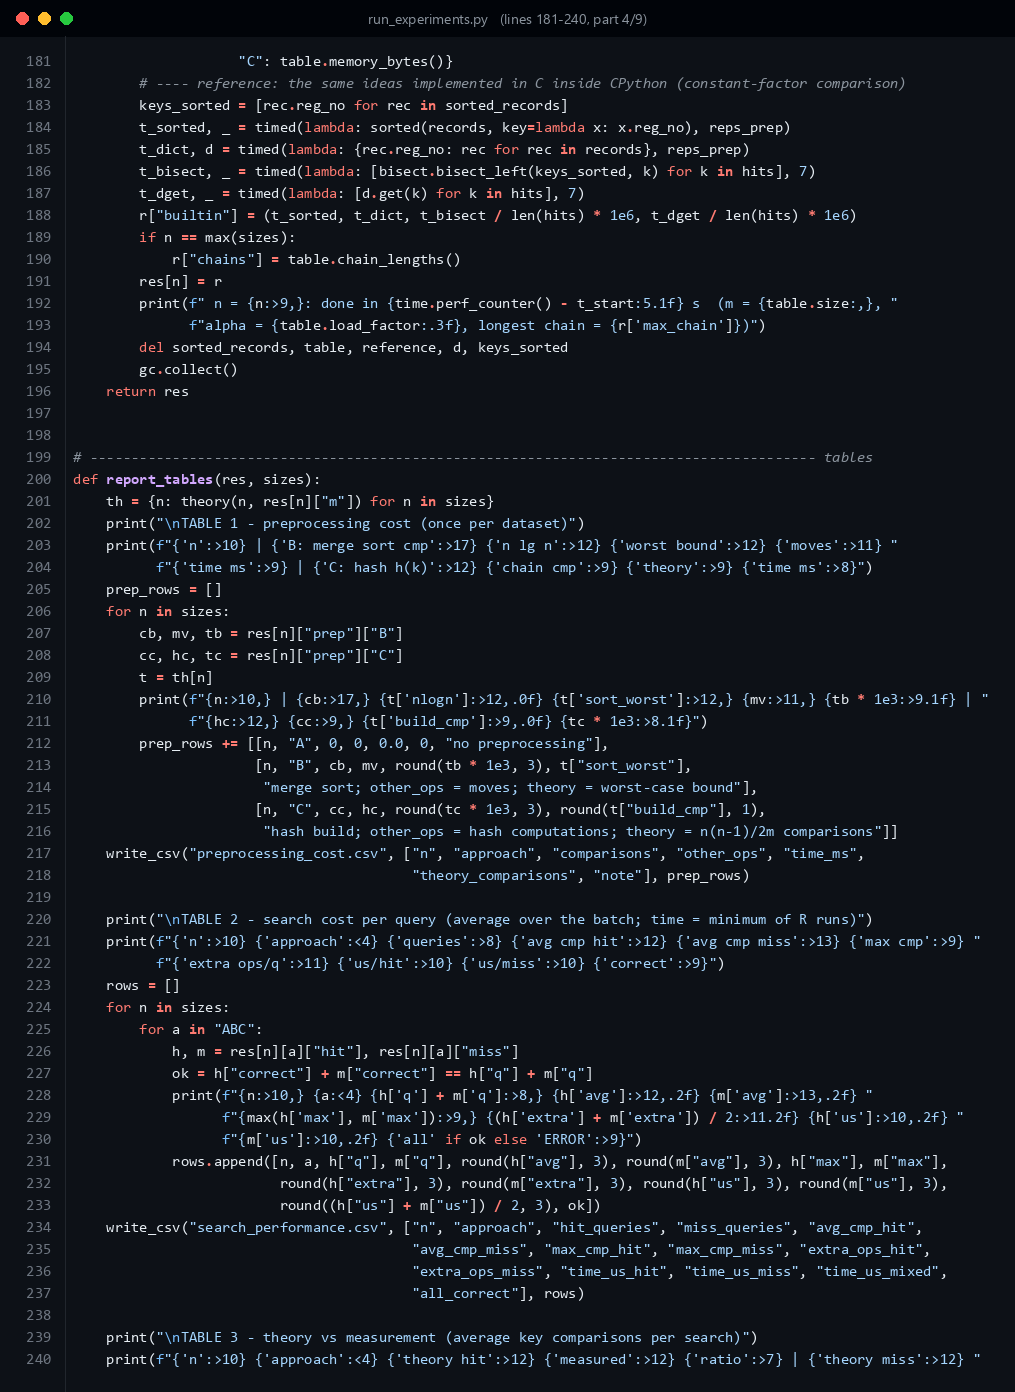 run_experiments.py (lines 181-240, part 4/9)
181                     "C": table.memory_bytes()}
182         # ---- reference: the same ideas implemented in C inside CPython (constant-factor comparison)
183         keys_sorted = [rec.reg_no for rec in sorted_records]
184         t_sorted, _ = timed(lambda: sorted(records, key=lambda x: x.reg_no), reps_prep)
185         t_dict, d = timed(lambda: {rec.reg_no: rec for rec in records}, reps_prep)
186         t_bisect, _ = timed(lambda: [bisect.bisect_left(keys_sorted, k) for k in hits], 7)
187         t_dget, _ = timed(lambda: [d.get(k) for k in hits], 7)
188         r["builtin"] = (t_sorted, t_dict, t_bisect / len(hits) * 1e6, t_dget / len(hits) * 1e6)
189         if n == max(sizes):
190             r["chains"] = table.chain_lengths()
191         res[n] = r
192         print(f" n = {n:>9,}: done in {time.perf_counter() - t_start:5.1f} s  (m = {table.size:,}, "
193               f"alpha = {table.load_factor:.3f}, longest chain = {r['max_chain']})")
194         del sorted_records, table, reference, d, keys_sorted
195         gc.collect()
196     return res
197
198
199 # ---------------------------------------------------------------------------------------- tables
200 def report_tables(res, sizes):
201     th = {n: theory(n, res[n]["m"]) for n in sizes}
202     print("\nTABLE 1 - preprocessing cost (once per dataset)")
203     print(f"{'n':>10} | {'B: merge sort cmp':>17} {'n lg n':>12} {'worst bound':>12} {'moves':>11} "
204           f"{'time ms':>9} | {'C: hash h(k)':>12} {'chain cmp':>9} {'theory':>9} {'time ms':>8}")
205     prep_rows = []
206     for n in sizes:
207         cb, mv, tb = res[n]["prep"]["B"]
208         cc, hc, tc = res[n]["prep"]["C"]
209         t = th[n]
210         print(f"{n:>10,} | {cb:>17,} {t['nlogn']:>12,.0f} {t['sort_worst']:>12,} {mv:>11,} {tb * 1e3:>9.1f} | "
211               f"{hc:>12,} {cc:>9,} {t['build_cmp']:>9,.0f} {tc * 1e3:>8.1f}")
212         prep_rows += [[n, "A", 0, 0, 0.0, 0, "no preprocessing"],
213                       [n, "B", cb, mv, round(tb * 1e3, 3), t["sort_worst"],
214                        "merge sort; other_ops = moves; theory = worst-case bound"],
215                       [n, "C", cc, hc, round(tc * 1e3, 3), round(t["build_cmp"], 1),
216                        "hash build; other_ops = hash computations; theory = n(n-1)/2m comparisons"]]
217     write_csv("preprocessing_cost.csv", ["n", "approach", "comparisons", "other_ops", "time_ms",
218                                          "theory_comparisons", "note"], prep_rows)
219
220     print("\nTABLE 2 - search cost per query (average over the batch; time = minimum of R runs)")
221     print(f"{'n':>10} {'approach':<4} {'queries':>8} {'avg cmp hit':>12} {'avg cmp miss':>13} {'max cmp':>9} "
222           f"{'extra ops/q':>11} {'us/hit':>10} {'us/miss':>10} {'correct':>9}")
223     rows = []
224     for n in sizes:
225         for a in "ABC":
226             h, m = res[n][a]["hit"], res[n][a]["miss"]
227             ok = h["correct"] + m["correct"] == h["q"] + m["q"]
228             print(f"{n:>10,} {a:<4} {h['q'] + m['q']:>8,} {h['avg']:>12,.2f} {m['avg']:>13,.2f} "
229                   f"{max(h['max'], m['max']):>9,} {(h['extra'] + m['extra']) / 2:>11.2f} {h['us']:>10,.2f} "
230                   f"{m['us']:>10,.2f} {'all' if ok else 'ERROR':>9}")
231             rows.append([n, a, h["q"], m["q"], round(h["avg"], 3), round(m["avg"], 3), h["max"], m["max"],
232                          round(h["extra"], 3), round(m["extra"], 3), round(h["us"], 3), round(m["us"], 3),
233                          round((h["us"] + m["us"]) / 2, 3), ok])
234     write_csv("search_performance.csv", ["n", "approach", "hit_queries", "miss_queries", "avg_cmp_hit",
235                                          "avg_cmp_miss", "max_cmp_hit", "max_cmp_miss", "extra_ops_hit",
236                                          "extra_ops_miss", "time_us_hit", "time_us_miss", "time_us_mixed",
237                                          "all_correct"], rows)
238
239     print("\nTABLE 3 - theory vs measurement (average key comparisons per search)")
240     print(f"{'n':>10} {'approach':<4} {'theory hit':>12} {'measured':>12} {'ratio':>7} | {'theory miss':>12} "